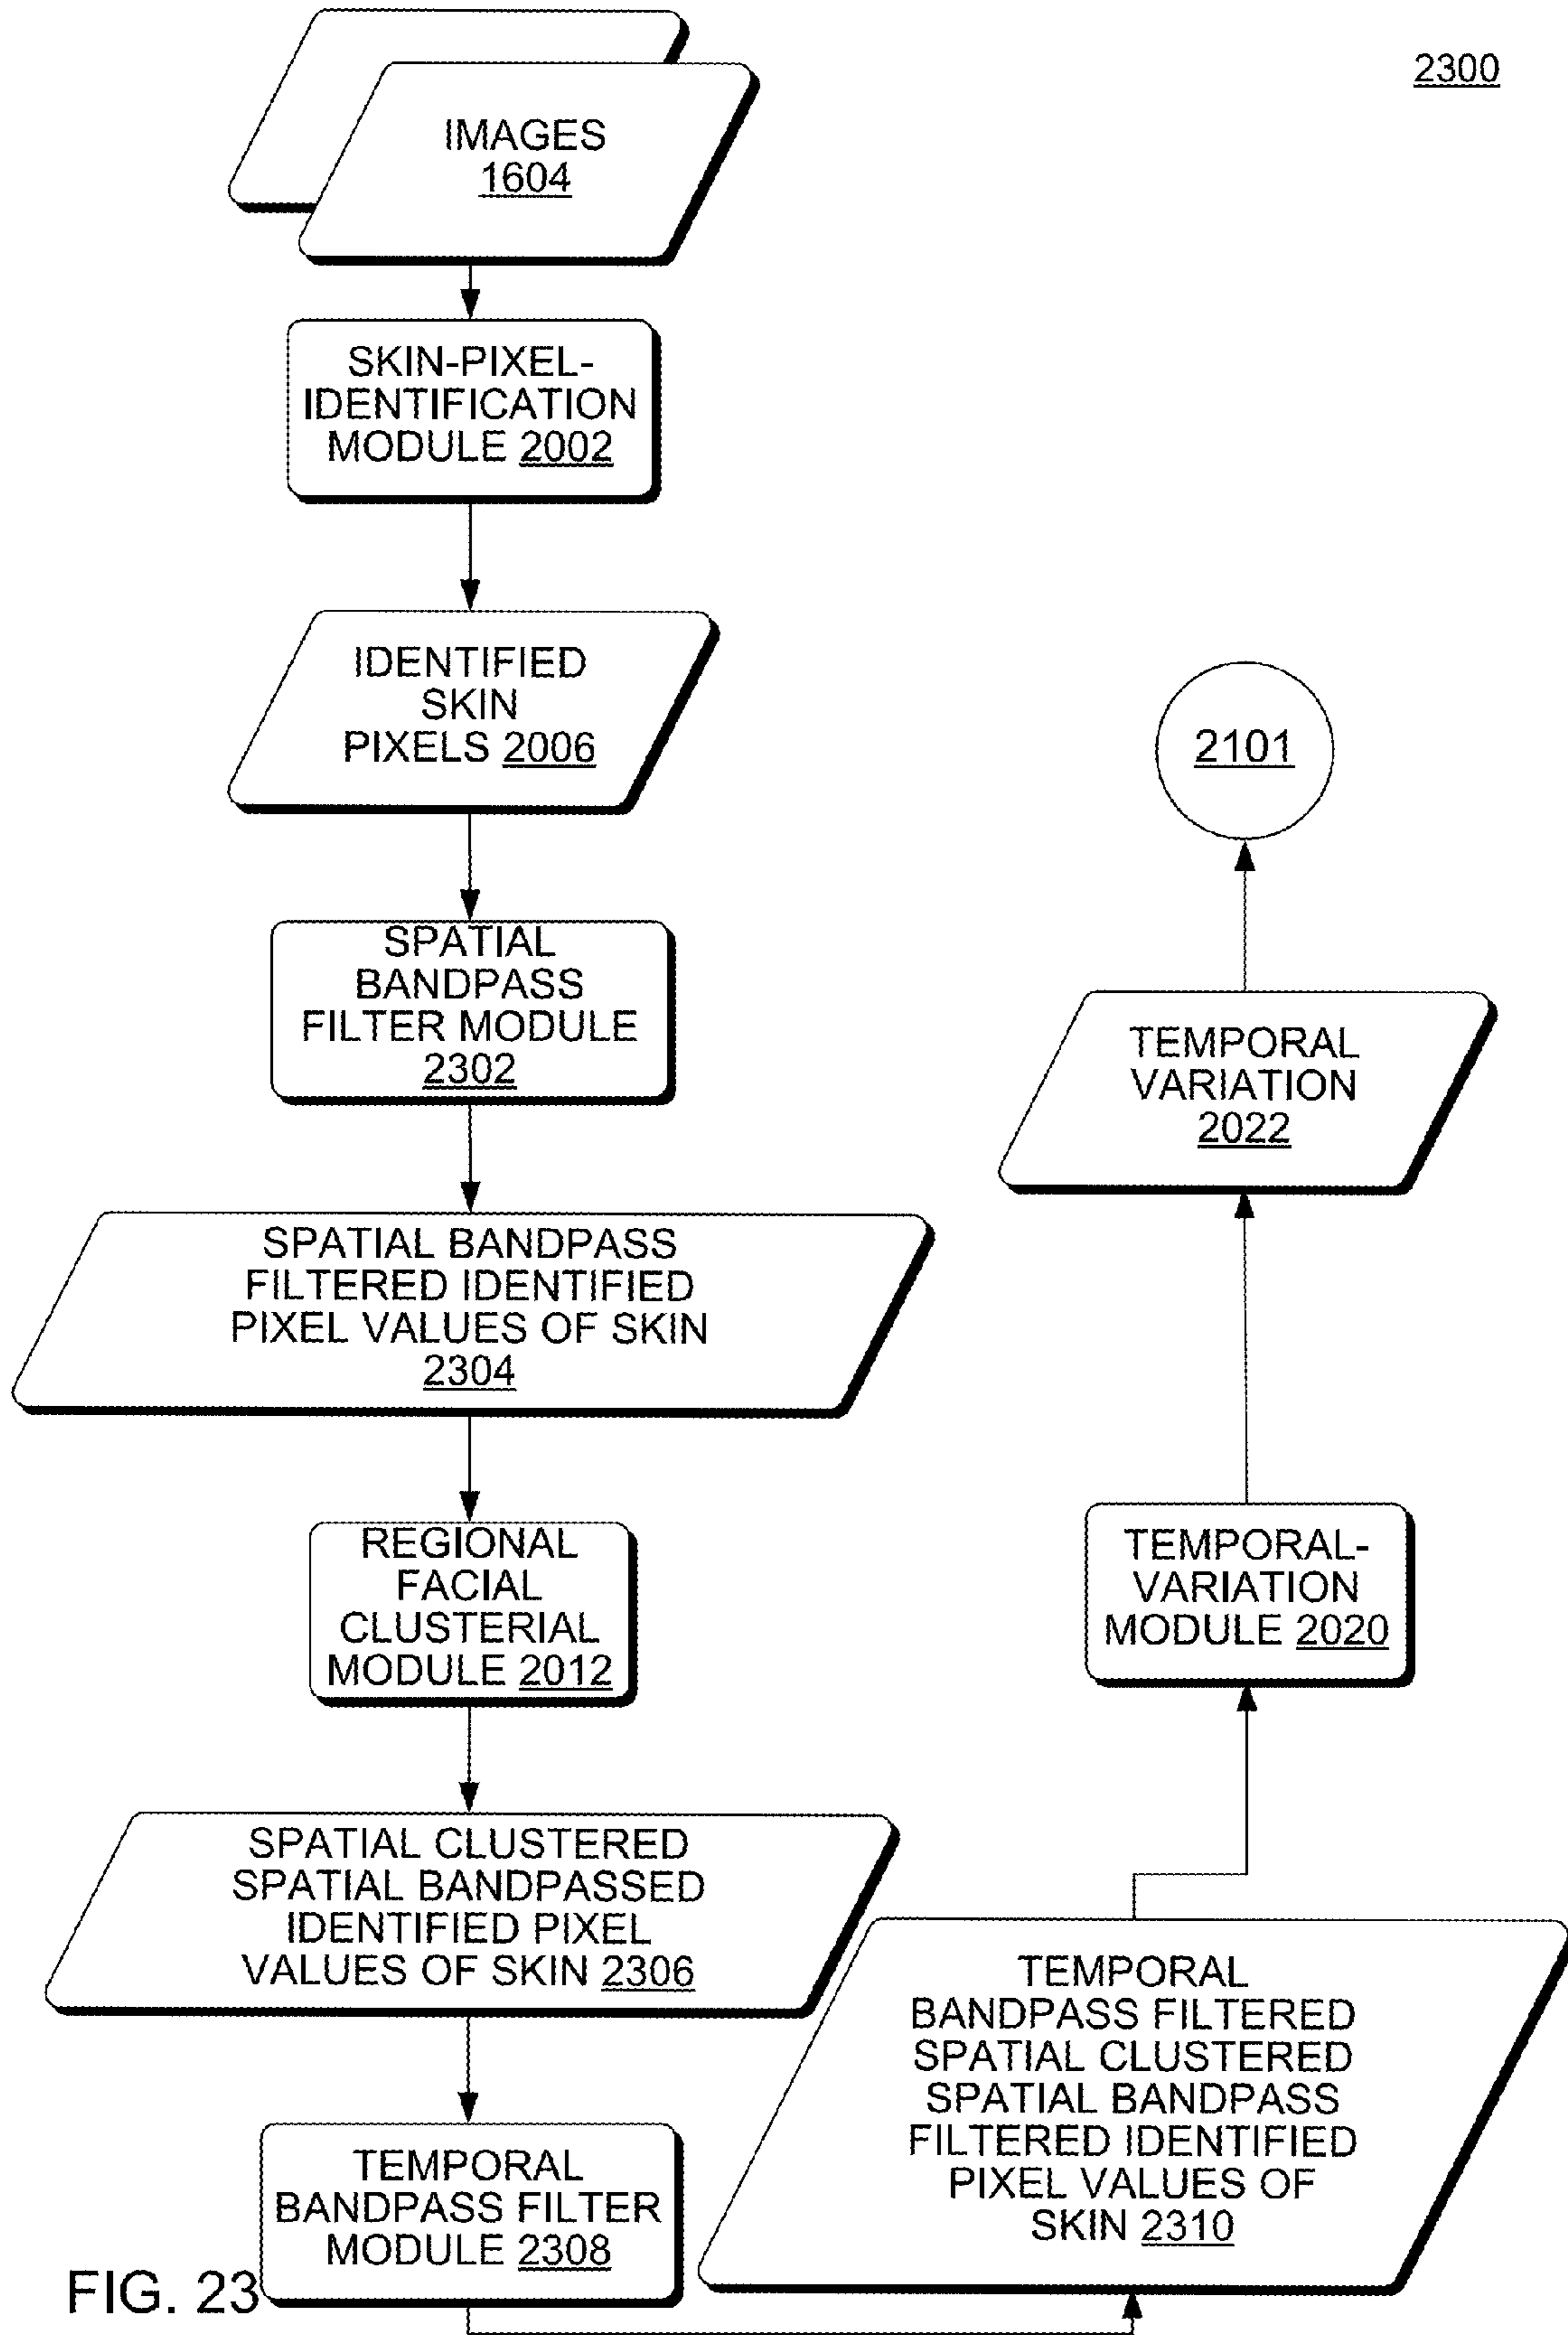 2300
IMAGES
1604
SKIN-PIXEL-
IDENTIFICATION
MODULE 2002
IDENTIFIED
SKIN
PIXELS 2006
SPATIAL
BANDPASS
FILTER MODULE
2302
SPATIAL BANDPASS
FILTERED IDENTIFIED
PIXEL VALUES OF SKIN
2304
REGIONAL
FACIAL
CLUSTERIAL
MODULE 2012
SPATIAL CLUSTERED
SPATIAL BANDPASSED
IDENTIFIED PIXEL
VALUES OF SKIN 2306
TEMPORAL
BANDPASS FILTER
MODULE 2308
TEMPORAL
BANDPASS FILTERED
SPATIAL CLUSTERED
SPATIAL BANDPASS
FILTERED IDENTIFIED
PIXEL VALUES OF
SKIN 2310
TEMPORAL-
VARIATION
MODULE 2020
TEMPORAL
VARIATION
2022
2101
FIG. 23